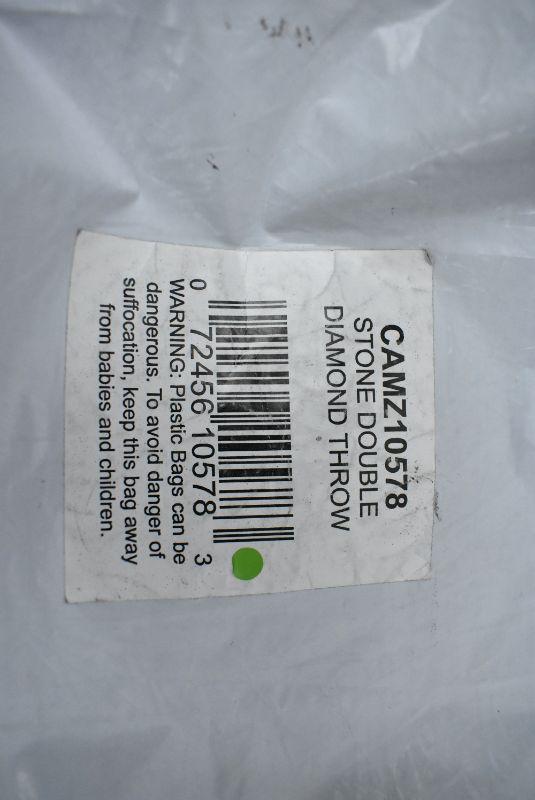 CAMZ10578
STONE DOUBLE
DIAMOND THROW
0 72456 10578 3
WARNING: Plastic Bags can be
dangerous. To avoid danger of
suffocation, keep this bag away
from babies and children.